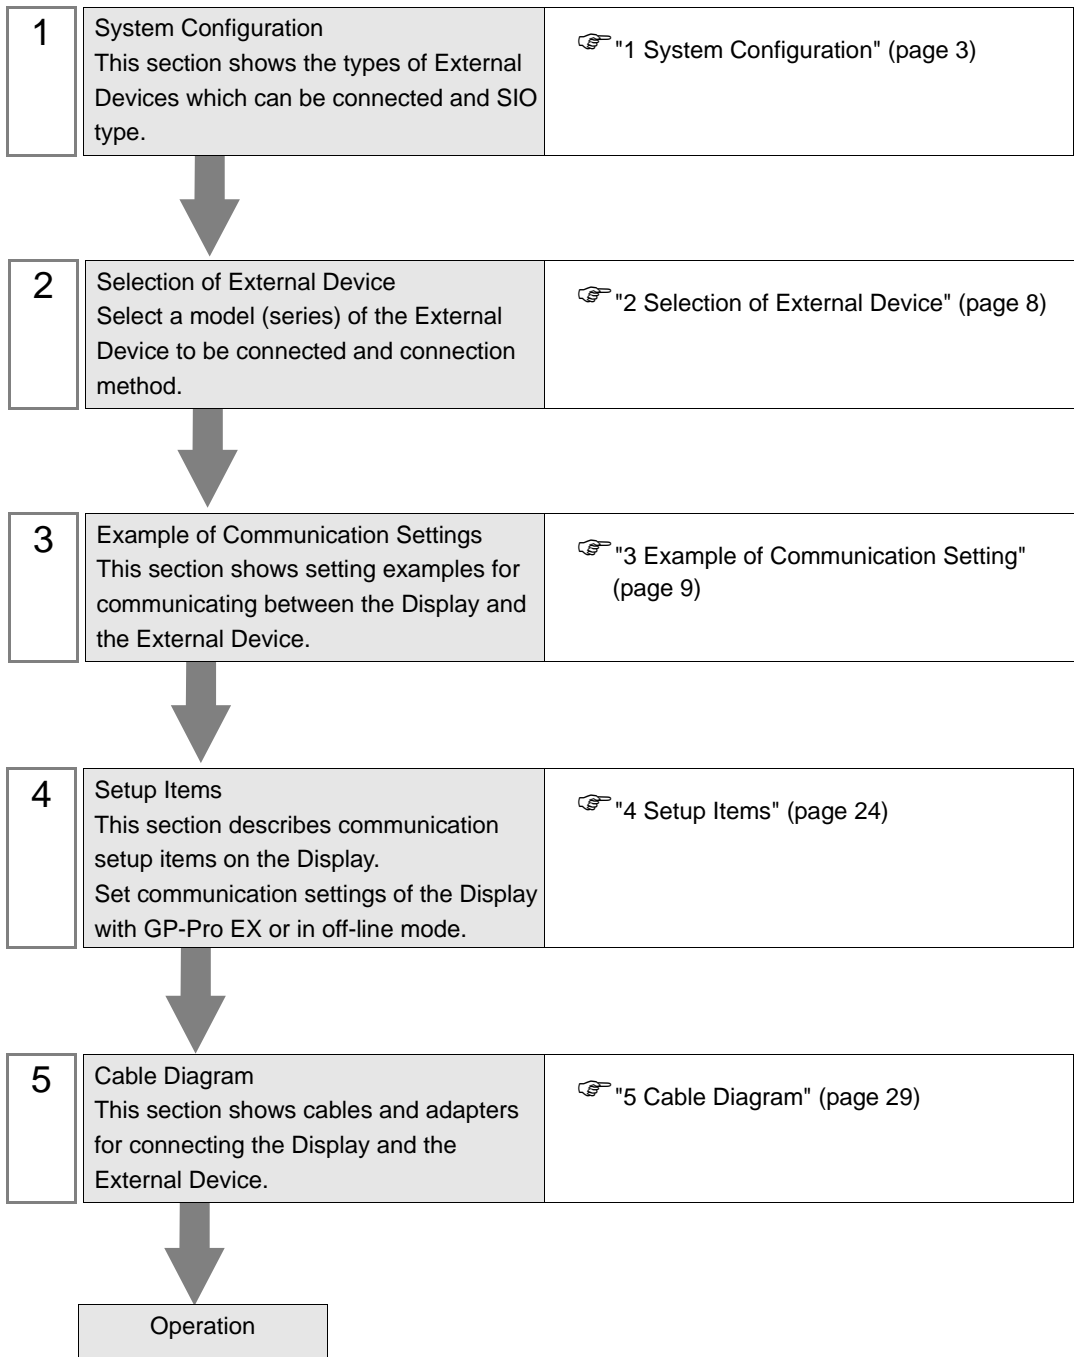 1
System Configuration
This section shows the types of External
Devices which can be connected and SIO
type.
"1 System Configuration" (page 3)
2
Selection of External Device
Select a model (series) of the External
Device to be connected and connection
method.
"2 Selection of External Device" (page 8)
3
Example of Communication Settings
This section shows setting examples for
communicating between the Display and
the External Device.
"3 Example of Communication Setting"
(page 9)
4
Setup Items
This section describes communication
setup items on the Display.
Set communication settings of the Display
with GP-Pro EX or in off-line mode.
"4 Setup Items" (page 24)
5
Cable Diagram
This section shows cables and adapters
for connecting the Display and the
External Device.
"5 Cable Diagram" (page 29)
Operation